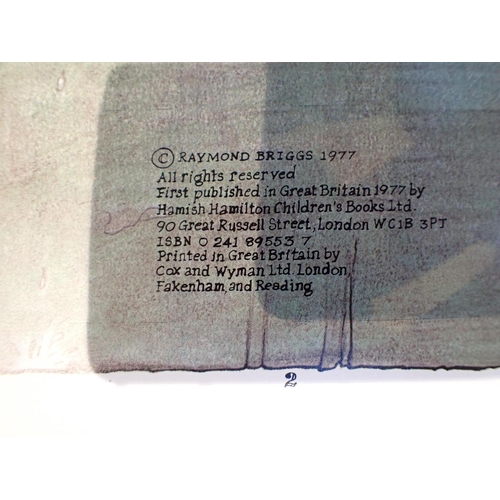 © RAYMOND BRIGGS 1977
All rights reserved
First published in Great Britain 1977 by
Hamish Hamilton Children's Books Ltd.
90 Great Russell Street, London WC1B 3PT
ISBN 0 241 89553 7
Printed in Great Britain by
Cox and Wyman Ltd. London,
Fakenham, and Reading
2